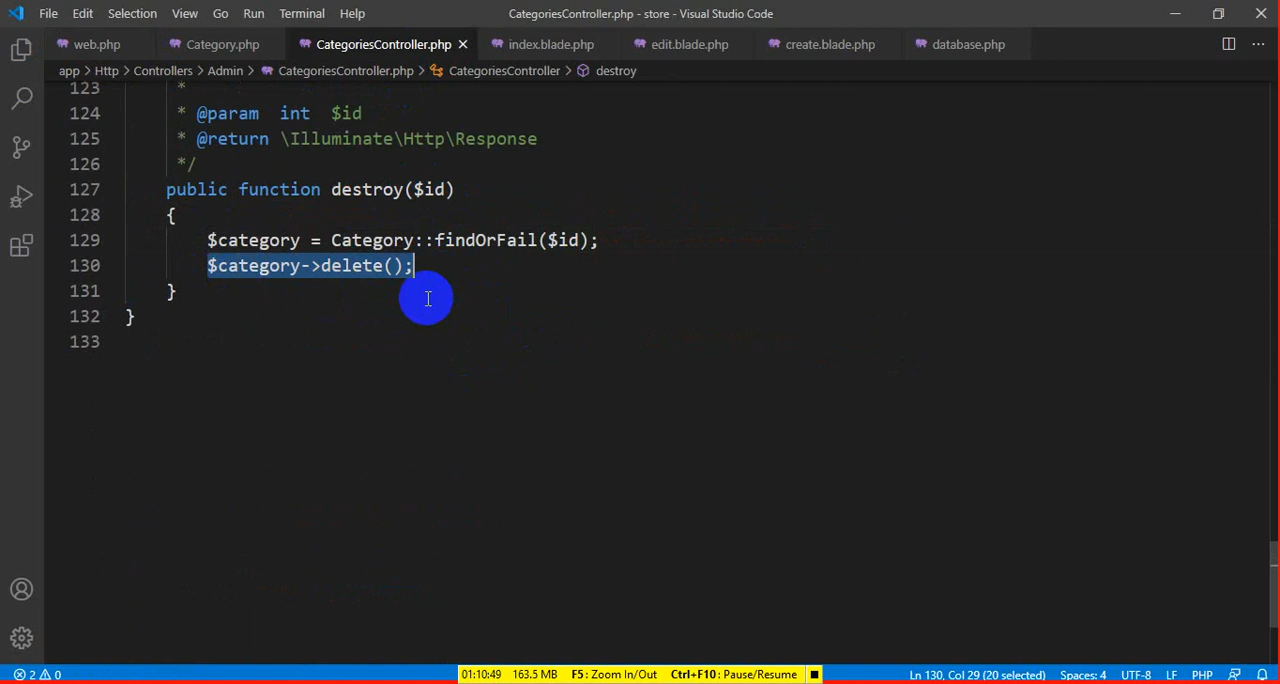 File Edit Selection View Go Run Terminal Help CategoriesController.php - store - Visual Studio Code
web.php Category.php CategoriesController.php index.blade.php edit.blade.php create.blade.php database.php
app > Http > Controllers > Admin > CategoriesController.php > CategoriesController > destroy
123 *
124 * @param int $id
125 * @return \Illuminate\Http\Response
126 */
127 public function destroy($id)
128 {
129 $category = Category::findOrFail($id);
130 $category->delete();
131 }
132 }
133
2 0 01:10:49 163.5 MB F5: Zoom In/Out Ctrl+F10: Pause/Resume Ln 130, Col 29 (20 selected) Spaces: 4 UTF-8 LF PHP